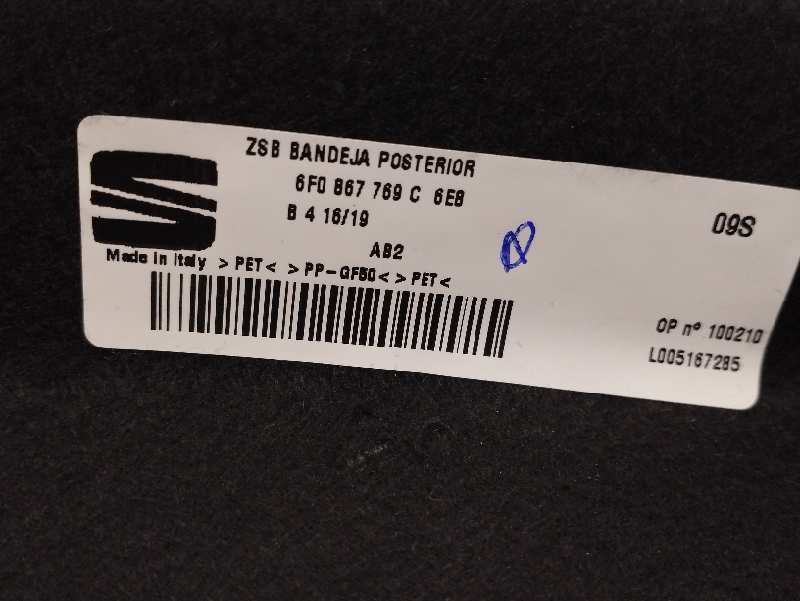 ZSB BANDEJA POSTERIOR
6F0 867 769 C 6E8
B 4 16/19
09S
AB2
Made in Italy >PET< >PP-GF50< >PET<
OP nº 100210
L005167285